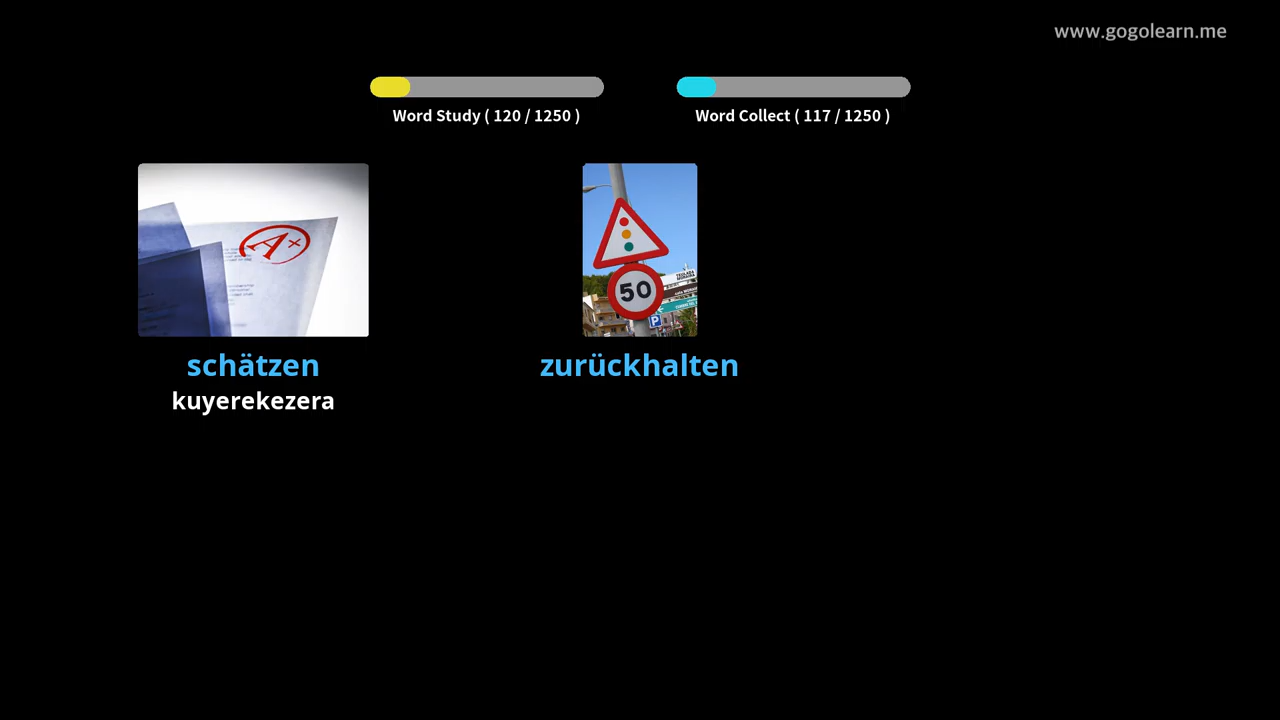 www.gogolearn.me
Word Study ( 120 / 1250 )
Word Collect ( 117 / 1250 )
A+
50
P
schätzen
zurückhalten
kuyerekezera